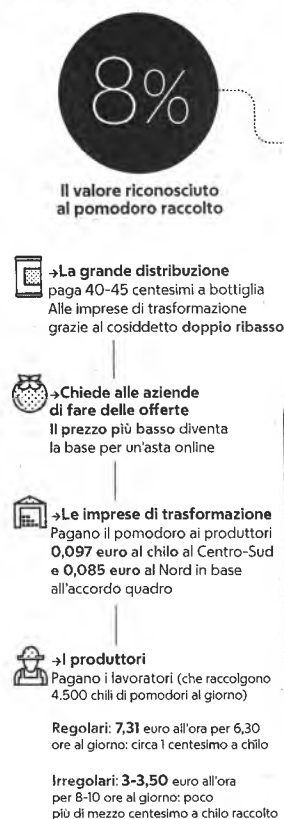 8%
Il valore riconosciuto
al pomodoro raccolto
→La grande distribuzione
paga 40-45 centesimi a bottiglia
Alle imprese di trasformazione
grazie al cosiddetto doppio ribasso
→Chiede alle aziende
di fare delle offerte
Il prezzo più basso diventa
la base per un'asta online
→Le imprese di trasformazione
Pagano il pomodoro ai produttori
0,097 euro al chilo al Centro-Sud
e 0,085 euro al Nord in base
all'accordo quadro
→I produttori
Pagano i lavoratori (che raccolgono
4.500 chili di pomodori al giorno)
Regolari: 7,31 euro all'ora per 6,30
ore al giorno: circa 1 centesimo a chilo
Irregolari: 3-3,50 euro all'ora
per 8-10 ore al giorno: poco
più di mezzo centesimo a chilo raccolto